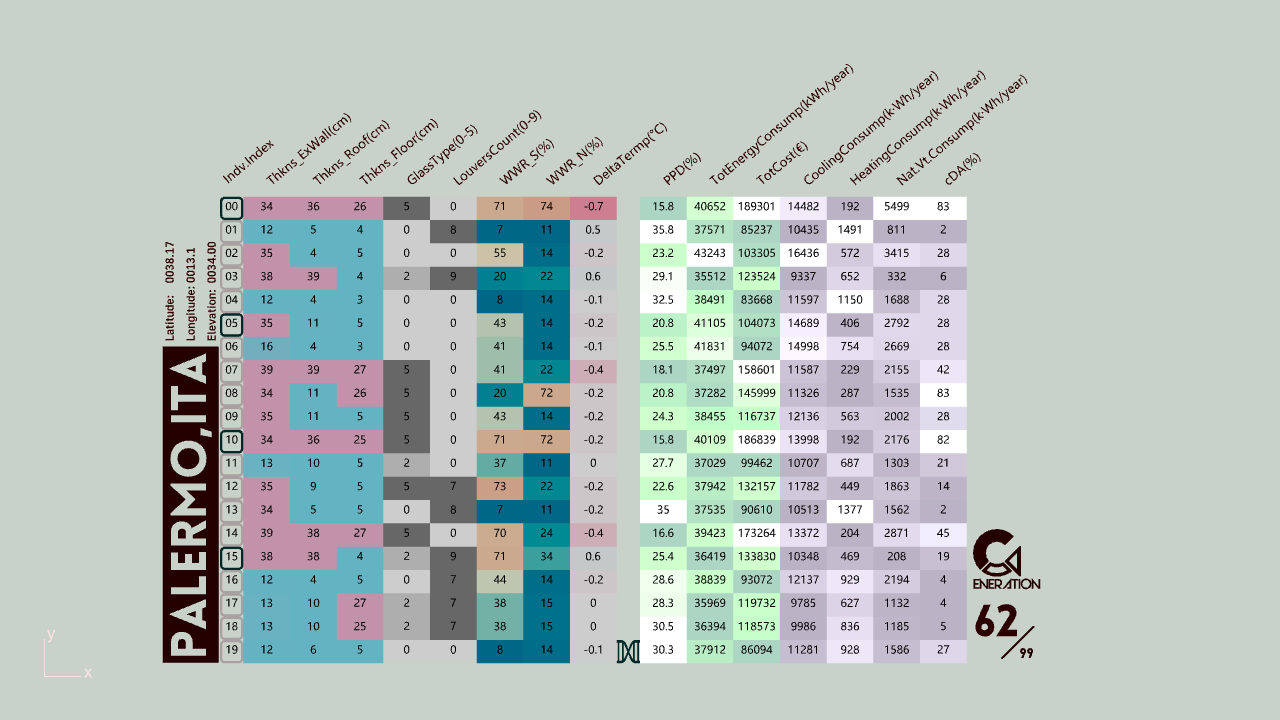 Indv.Index Thkns_ExWall(cm) Thkns_Roof(cm) Thkns_Floor(cm) GlassType(0-5) LouversCount(0-9) WWR_S(%) WWR_N(%) DeltaTermp(°C) PPD(%) TotEnergyConsump(kWh/year) TotCost(€) CoolingConsump(k·Wh/year) HeatingConsump(k·Wh/year) Nat.Vt.Consump(k·Wh/year) cDA(%)
00 34 36 26 5 0 71 74 -0.7 15.8 40652 189301 14482 192 5499 83
01 12 5 4 0 8 7 11 0.5 35.8 37571 85237 10435 1491 811 2
02 35 4 5 0 0 55 14 -0.2 23.2 43243 103305 16436 572 3415 28
03 38 39 4 2 9 20 22 0.6 29.1 35512 123524 9337 652 332 6
04 12 4 3 0 0 8 14 -0.1 32.5 38491 83668 11597 1150 1688 28
05 35 11 5 0 0 43 14 -0.2 20.8 41105 104073 14689 406 2792 28
06 16 4 3 0 0 41 14 -0.1 25.5 41831 94072 14998 754 2669 28
07 39 39 27 5 0 41 22 -0.4 18.1 37497 158601 11587 229 2155 42
08 34 11 26 5 0 20 72 -0.2 20.8 37282 145999 11326 287 1535 83
09 35 11 5 5 0 43 14 -0.2 24.3 38455 116737 12136 563 2002 28
10 34 36 25 5 0 71 72 -0.2 15.8 40109 186839 13998 192 2176 82
11 13 10 5 2 0 37 11 0 27.7 37029 99462 10707 687 1303 21
12 35 9 5 5 7 73 22 -0.2 22.6 37942 132157 11782 449 1863 14
13 34 5 5 0 8 7 11 -0.2 35 37535 90610 10513 1377 1562 2
14 39 38 27 5 0 70 24 -0.4 16.6 39423 173264 13372 204 2871 45
15 38 38 4 2 9 71 34 0.6 25.4 36419 133830 10348 469 208 19
16 12 4 5 0 7 44 14 -0.2 28.6 38839 93072 12137 929 2194 4
17 13 10 27 2 7 38 15 0 28.3 35969 119732 9785 627 1132 4
18 13 10 25 2 7 38 15 0 30.5 36394 118573 9986 836 1185 5
19 12 6 5 0 0 8 14 -0.1 30.3 37912 86094 11281 928 1586 27
Latitude: 0038.17
Longitude: 0013.1
Elevation: 0034.00
PALERMO,ITA
G
ENERATION
62/99
y
x